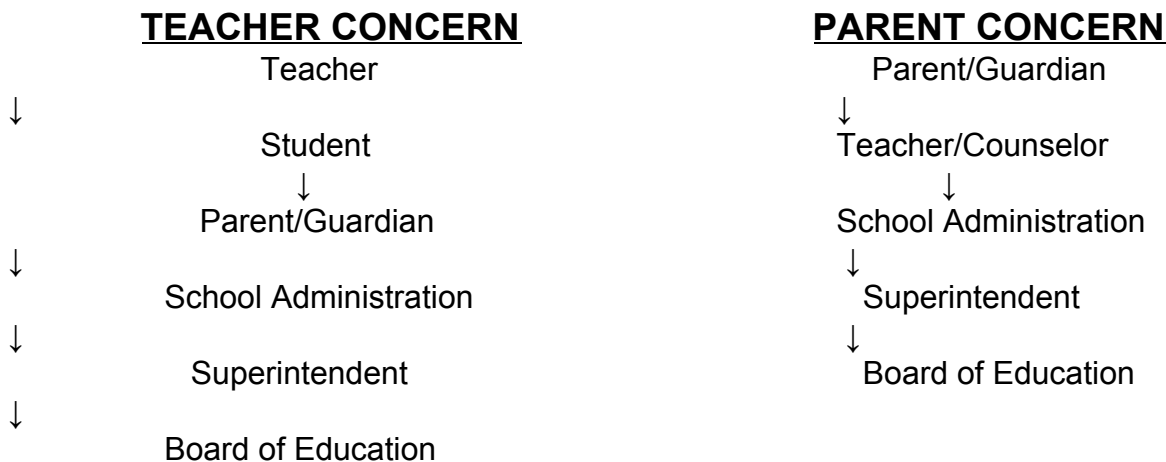 TEACHER CONCERN
Teacher
↓
Student
↓
Parent/Guardian
↓
School Administration
↓
Superintendent
↓
Board of Education
PARENT CONCERN
Parent/Guardian
↓
Teacher/Counselor
↓
School Administration
↓
Superintendent
↓
Board of Education